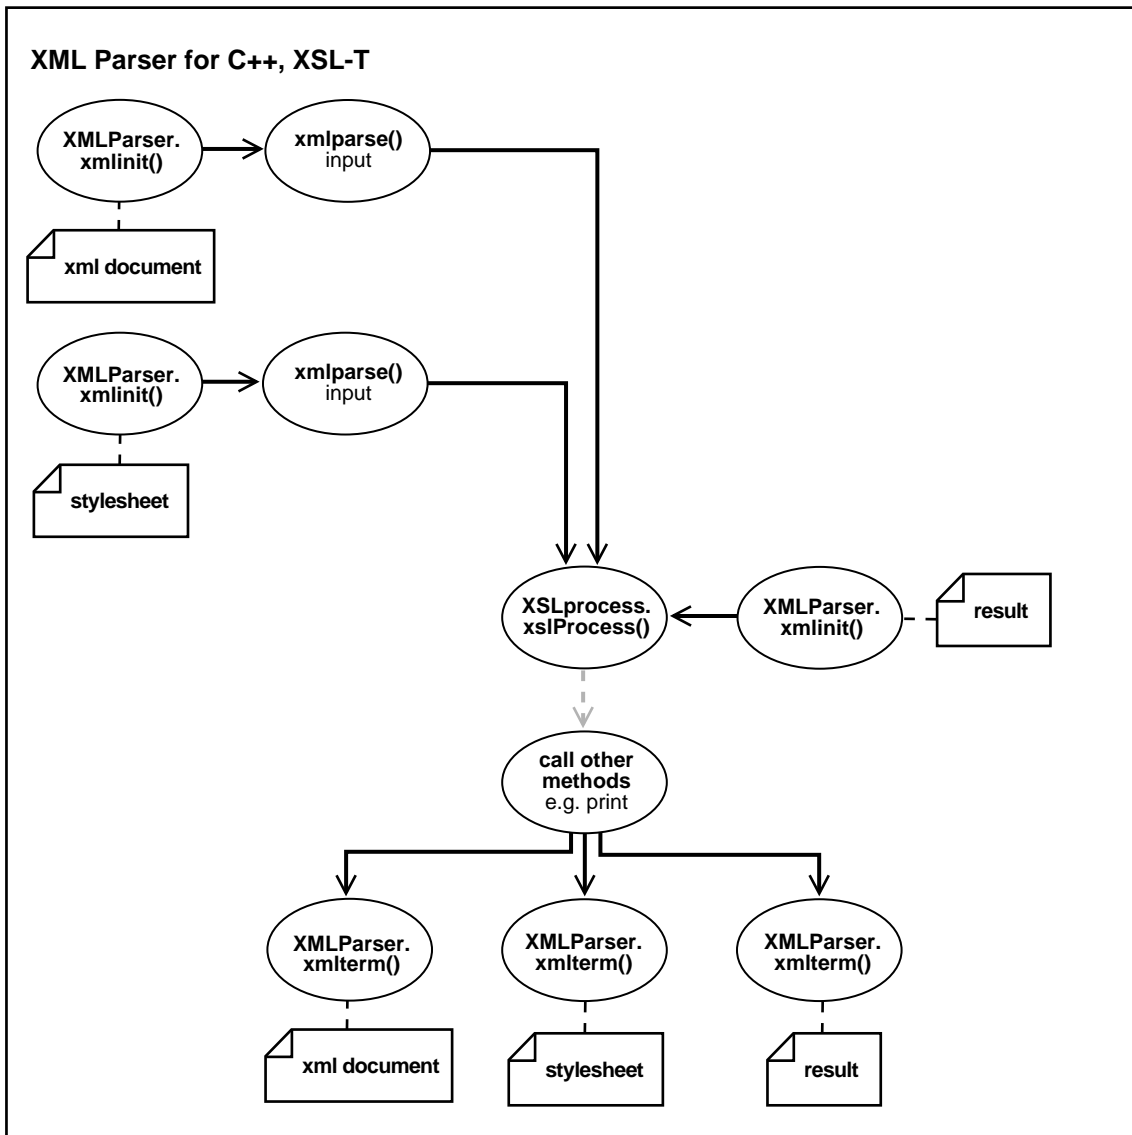 XML Parser for C++, XSL-T
XMLParser.
xmlinit()
xmlparse()
input
xml document
XMLParser.
xmlinit()
xmlparse()
input
stylesheet
XSLprocess.
xslProcess()
XMLParser.
xmlinit()
result
call other
methods
e.g. print
XMLParser.
xmlterm()
XMLParser.
xmlterm()
XMLParser.
xmlterm()
xml document
stylesheet
result